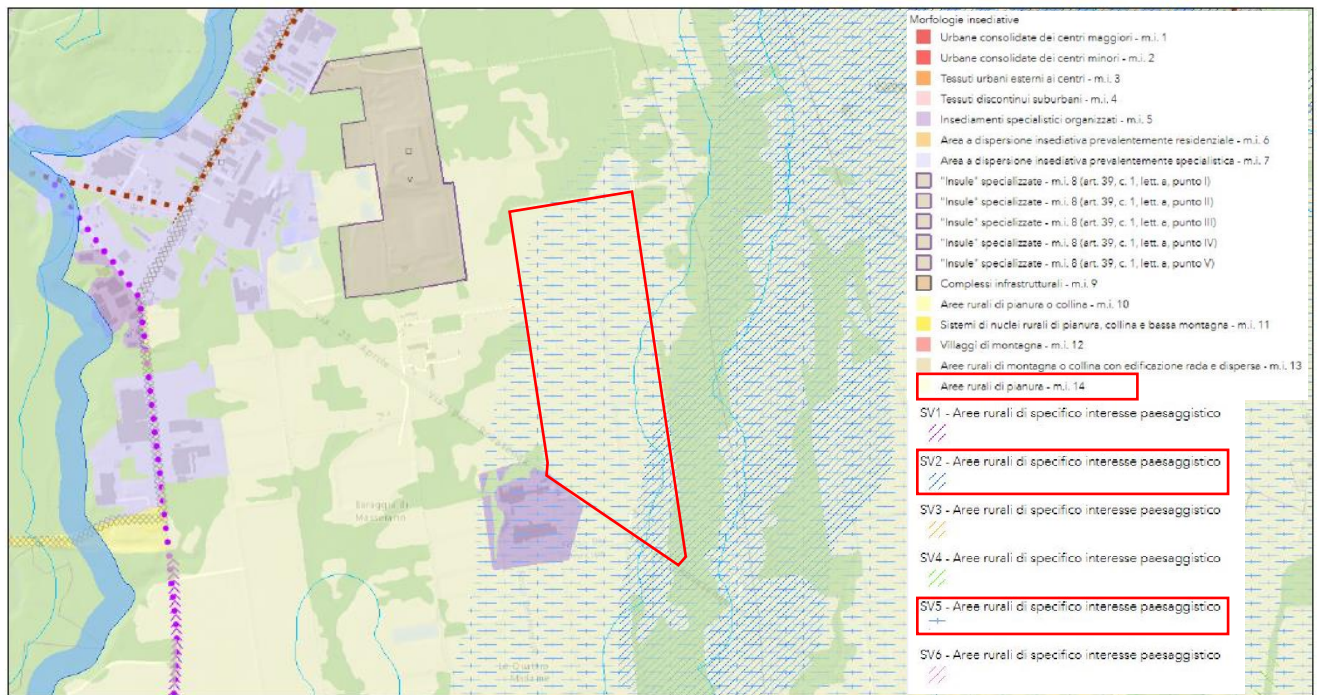 Morfologie insediative
Urbane consolidate dei centri maggiori - m.i. 1
Urbane consolidate dei centri minori - m.i. 2
Tessuti urbani esterni ai centri - m.i. 3
Tessuti discontinui suburbani - m.i. 4
Insediamenti specialistici organizzati - m.i. 5
Area a dispersione insediativa prevalentemente residenziale - m.i. 6
Area a dispersione insediativa prevalentemente specialistica - m.i. 7
"Insule" specializzate - m.i. 8 (art. 39, c. 1, lett. a, punto I)
"Insule" specializzate - m.i. 8 (art. 39, c. 1, lett. a, punto II)
"Insule" specializzate - m.i. 8 (art. 39, c. 1, lett. a, punto III)
"Insule" specializzate - m.i. 8 (art. 39, c. 1, lett. a, punto IV)
"Insule" specializzate - m.i. 8 (art. 39, c. 1, lett. a, punto V)
Complessi infrastrutturali - m.i. 9
Aree rurali di pianura o collina - m.i. 10
Sistemi di nuclei rurali di pianura, collina e bassa montagna - m.i. 11
Villaggi di montagna - m.i. 12
Aree rurali di montagna o collina con edificazione rada e dispersa - m.i. 13
Aree rurali di pianura - m.i. 14
SV1 - Aree rurali di specifico interesse paesaggistico
SV2 - Aree rurali di specifico interesse paesaggistico
SV3 - Aree rurali di specifico interesse paesaggistico
SV4 - Aree rurali di specifico interesse paesaggistico
SV5 - Aree rurali di specifico interesse paesaggistico
SV6 - Aree rurali di specifico interesse paesaggistico
Via 25 Aprile
Baraggia di
Le Quattro